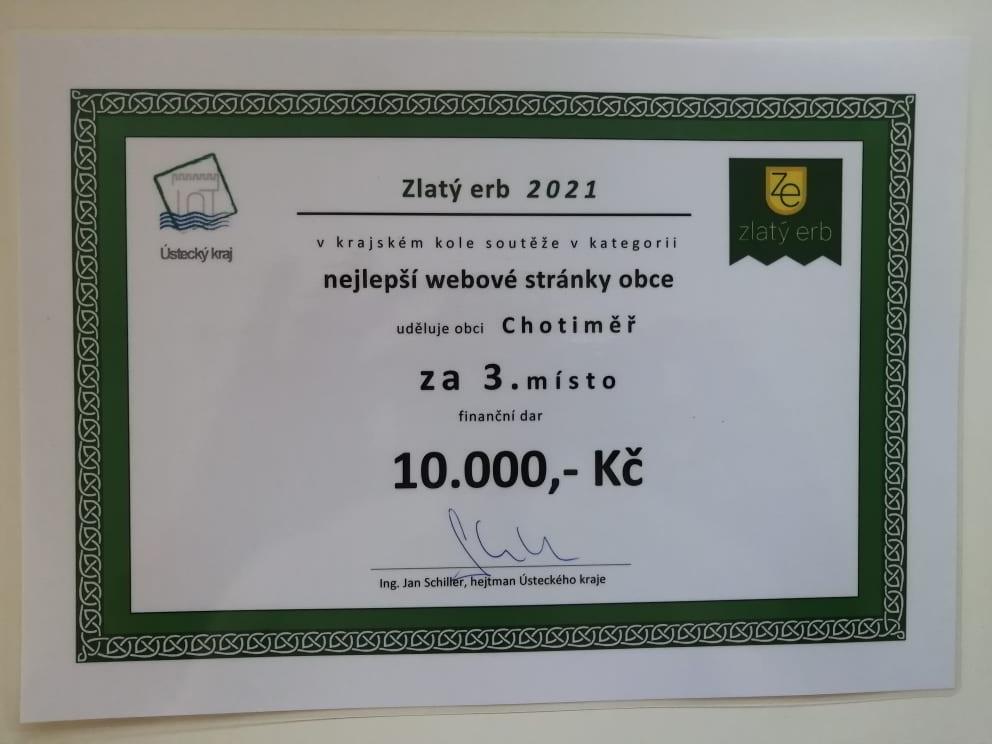 Ústecký kraj
Zlatý erb 2021
Ze
zlatý erb
v krajském kole soutěže v kategorii
nejlepší webové stránky obce
uděluje obci Chotiměř
za 3. místo
finanční dar
10.000,- Kč
Ing. Jan Schiller, hejtman Ústeckého kraje